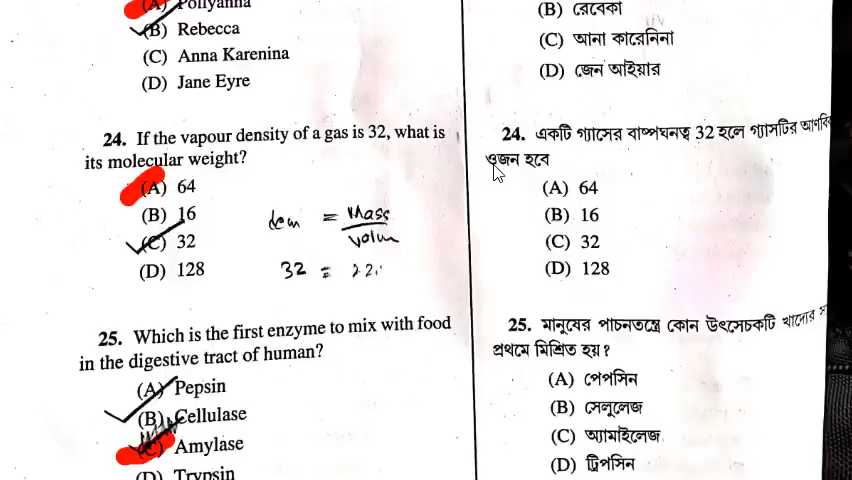 (A) Pollyanna
(B) Rebecca
(C) Anna Karenina
(D) Jane Eyre
24. If the vapour density of a gas is 32, what is
its molecular weight?
(A) 64
(B) 16
(C) 32
(D) 128
den = Mass
volum
32 = 22.
25. Which is the first enzyme to mix with food
in the digestive tract of human?
(A) Pepsin
(B) Cellulase
(C) Amylase
(D) Trypsin
(B) রেবেকা
(C) আনা কারেনিনা
(D) জেন আইয়ার
24. একটি গ্যাসের বাষ্পঘনত্ব 32 হলে গ্যাসটির আণবিক
ওজন হবে
(A) 64
(B) 16
(C) 32
(D) 128
25. মানুষের পাচনতন্ত্রে কোন উৎসেচকটি খাদ্যের
প্রথমে মিশ্রিত হয়?
(A) পেপসিন
(B) সেলুলেজ
(C) অ্যামাইলেজ
(D) ট্রিপসিন